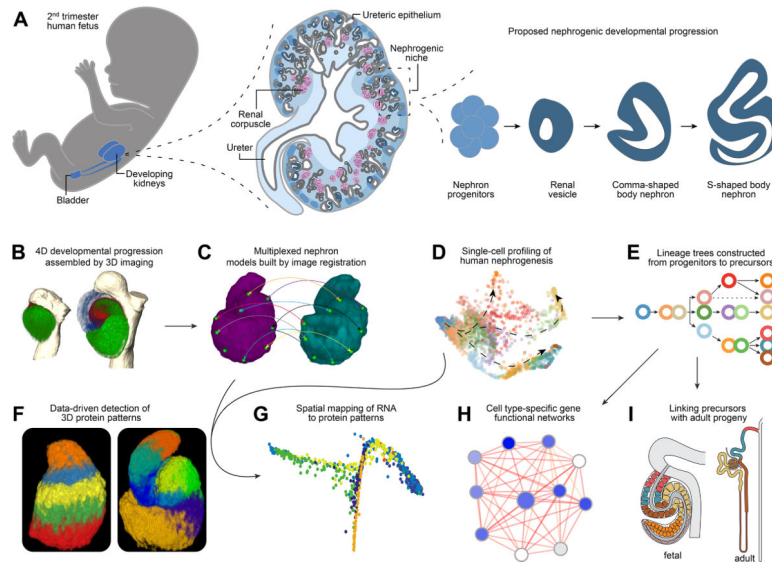 A
2nd trimester
human fetus
Bladder
Developing
kidneys
Ureteric epithelium
Nephrogenic
niche
Renal
corpuscle
Ureter
Proposed nephrogenic developmental progression
Nephron
progenitors
Renal
vesicle
Comma-shaped
body nephron
S-shaped body
nephron
B
4D developmental progression
assembled by 3D imaging
C
Multiplexed nephron
models built by image registration
D
Single-cell profiling of
human nephrogenesis
E
Lineage trees constructed
from progenitors to precursors
F
Data-driven detection of
3D protein patterns
G
Spatial mapping of RNA
to protein patterns
H
Cell type-specific gene
functional networks
I
Linking precursors
with adult progeny
fetal
adult